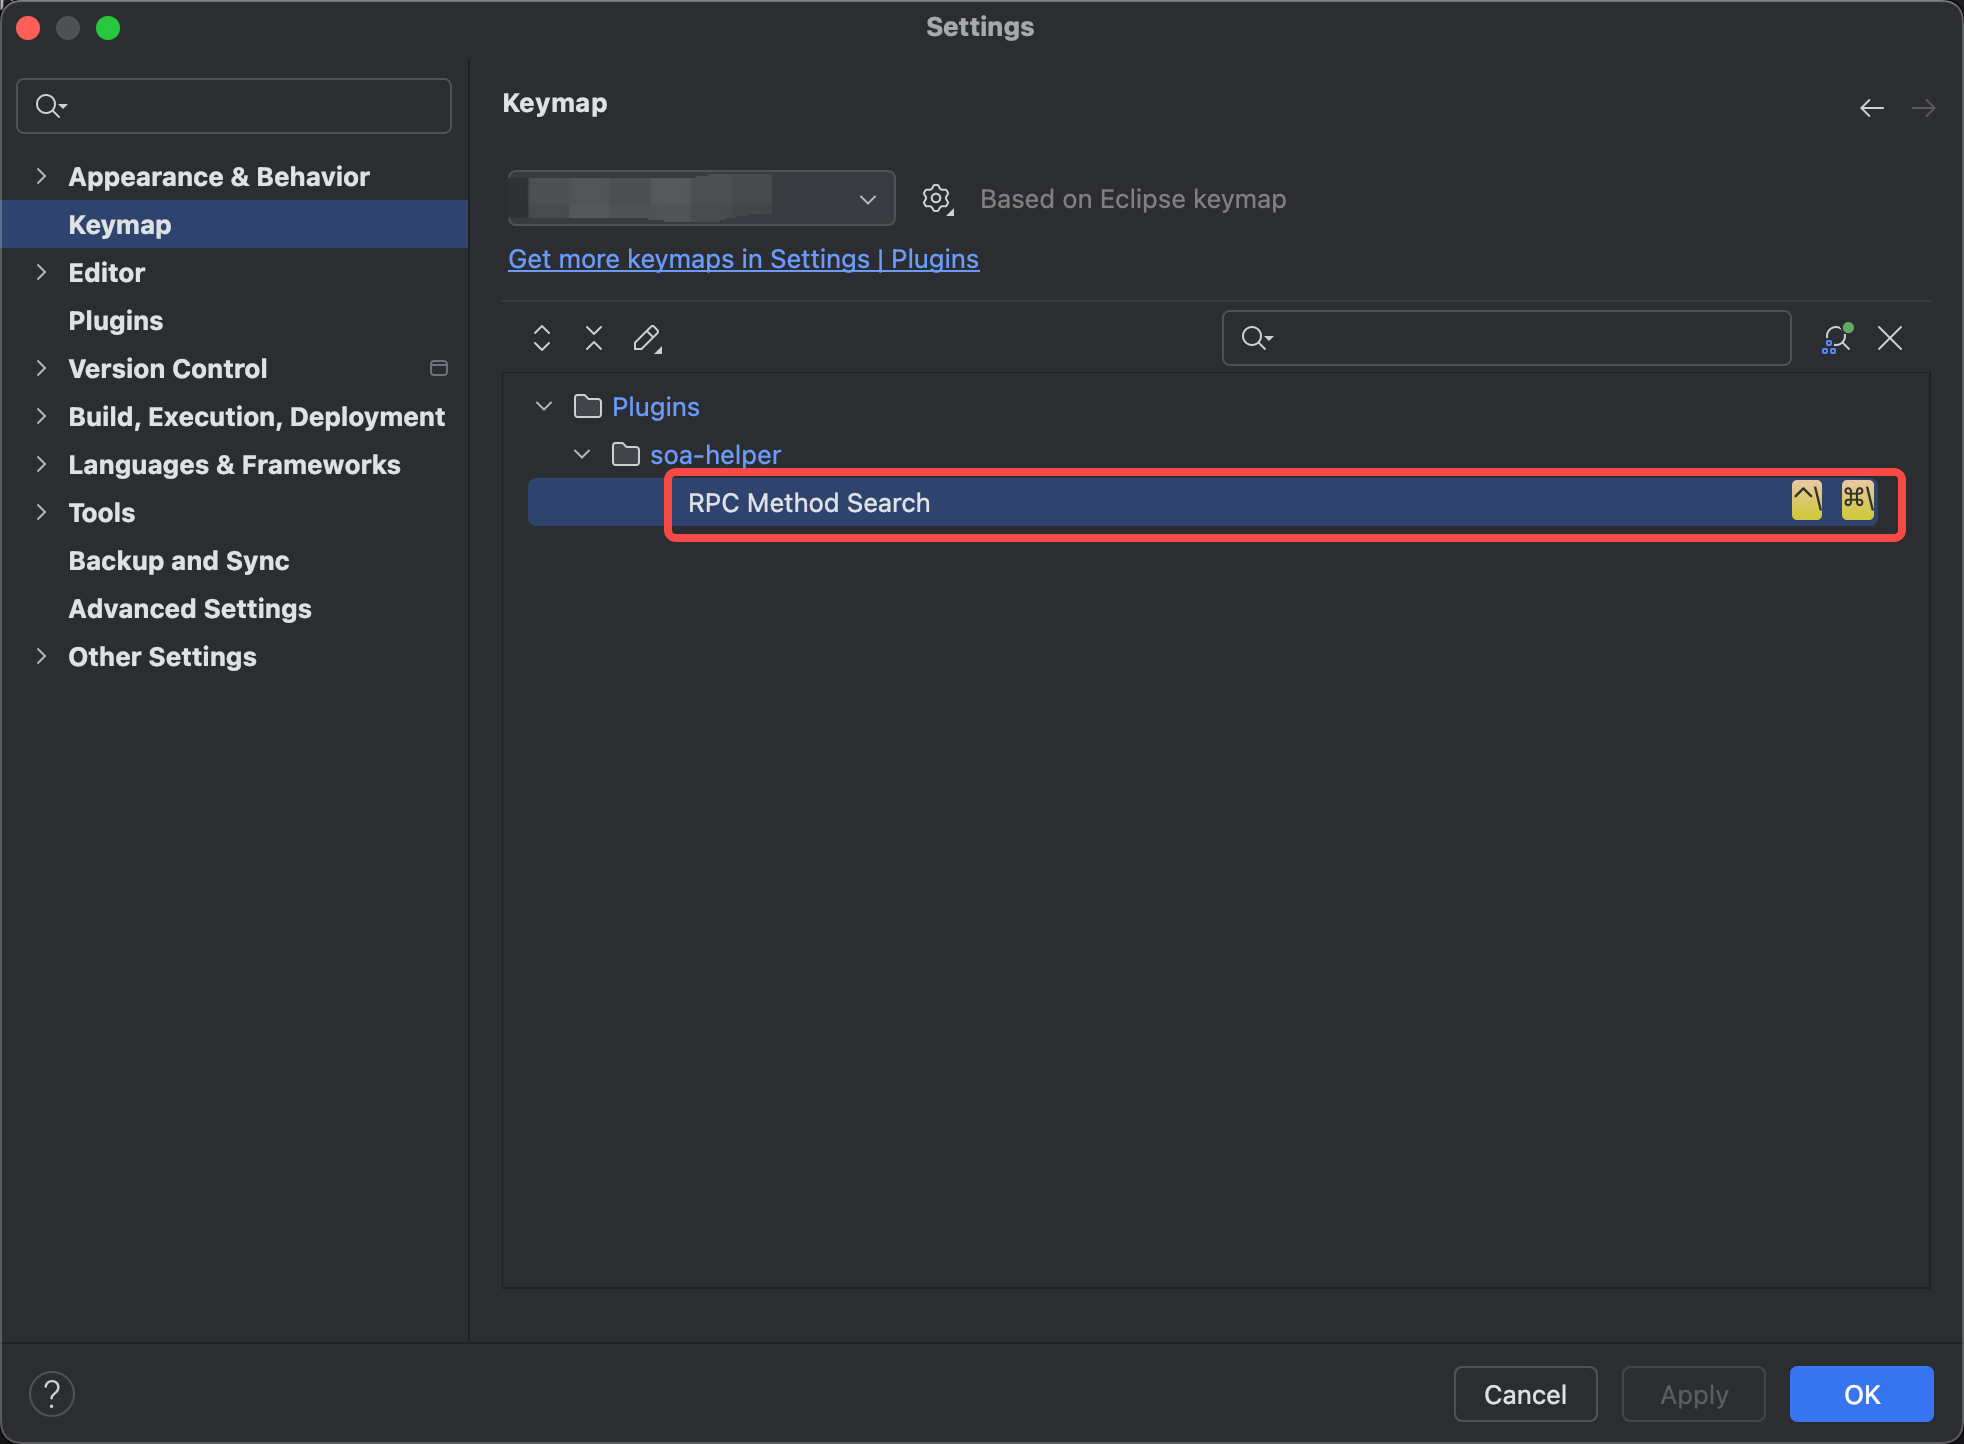 Settings
Appearance & Behavior
Keymap
Editor
Plugins
Version Control
Build, Execution, Deployment
Languages & Frameworks
Tools
Backup and Sync
Advanced Settings
Other Settings
Keymap
Based on Eclipse keymap
Get more keymaps in Settings | Plugins
Plugins
soa-helper
RPC Method Search ^\ ⌘\
?
Cancel Apply OK